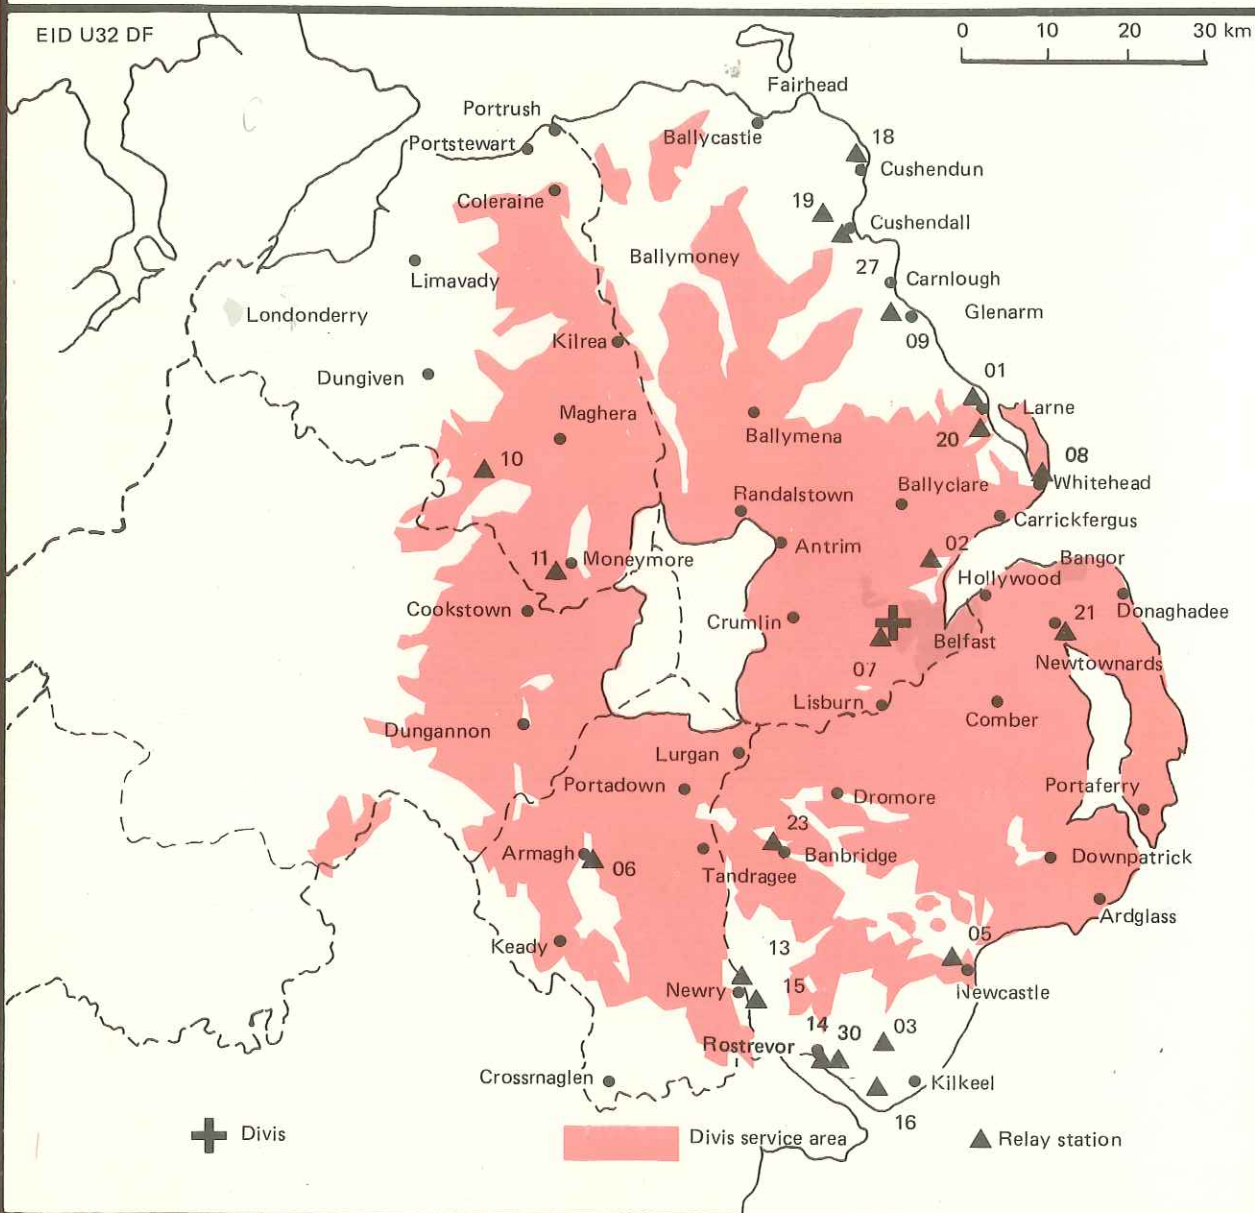 EID U32 DF
0 10 20 30 km
Fairhead
Portrush
Portstewart
Ballycastle
18
Cushendun
Coleraine
19
Cushendall
Ballymoney
27
Limavady
Carnlough
Londonderry
Glenarm
Kilrea
09
Dungiven
01
Maghera
Larne
Ballymena
20
10
08
Ballyclare
Whitehead
Randalstown
Carrickfergus
Antrim
02
11
Moneymore
Bangor
Hollywood
Cookstown
Donaghadee
21
Crumlin
Belfast
07
Newtownards
Lisburn
Comber
Dungannon
Lurgan
Portadown
Portaferry
Dromore
23
Armagh
06
Banbridge
Downpatrick
Tandragee
Ardglass
05
Keady
13
Newry
15
Newcastle
14
30
03
Rostrevor
Crossrnaglen
Kilkeel
16
Divis
Divis service area
Relay station